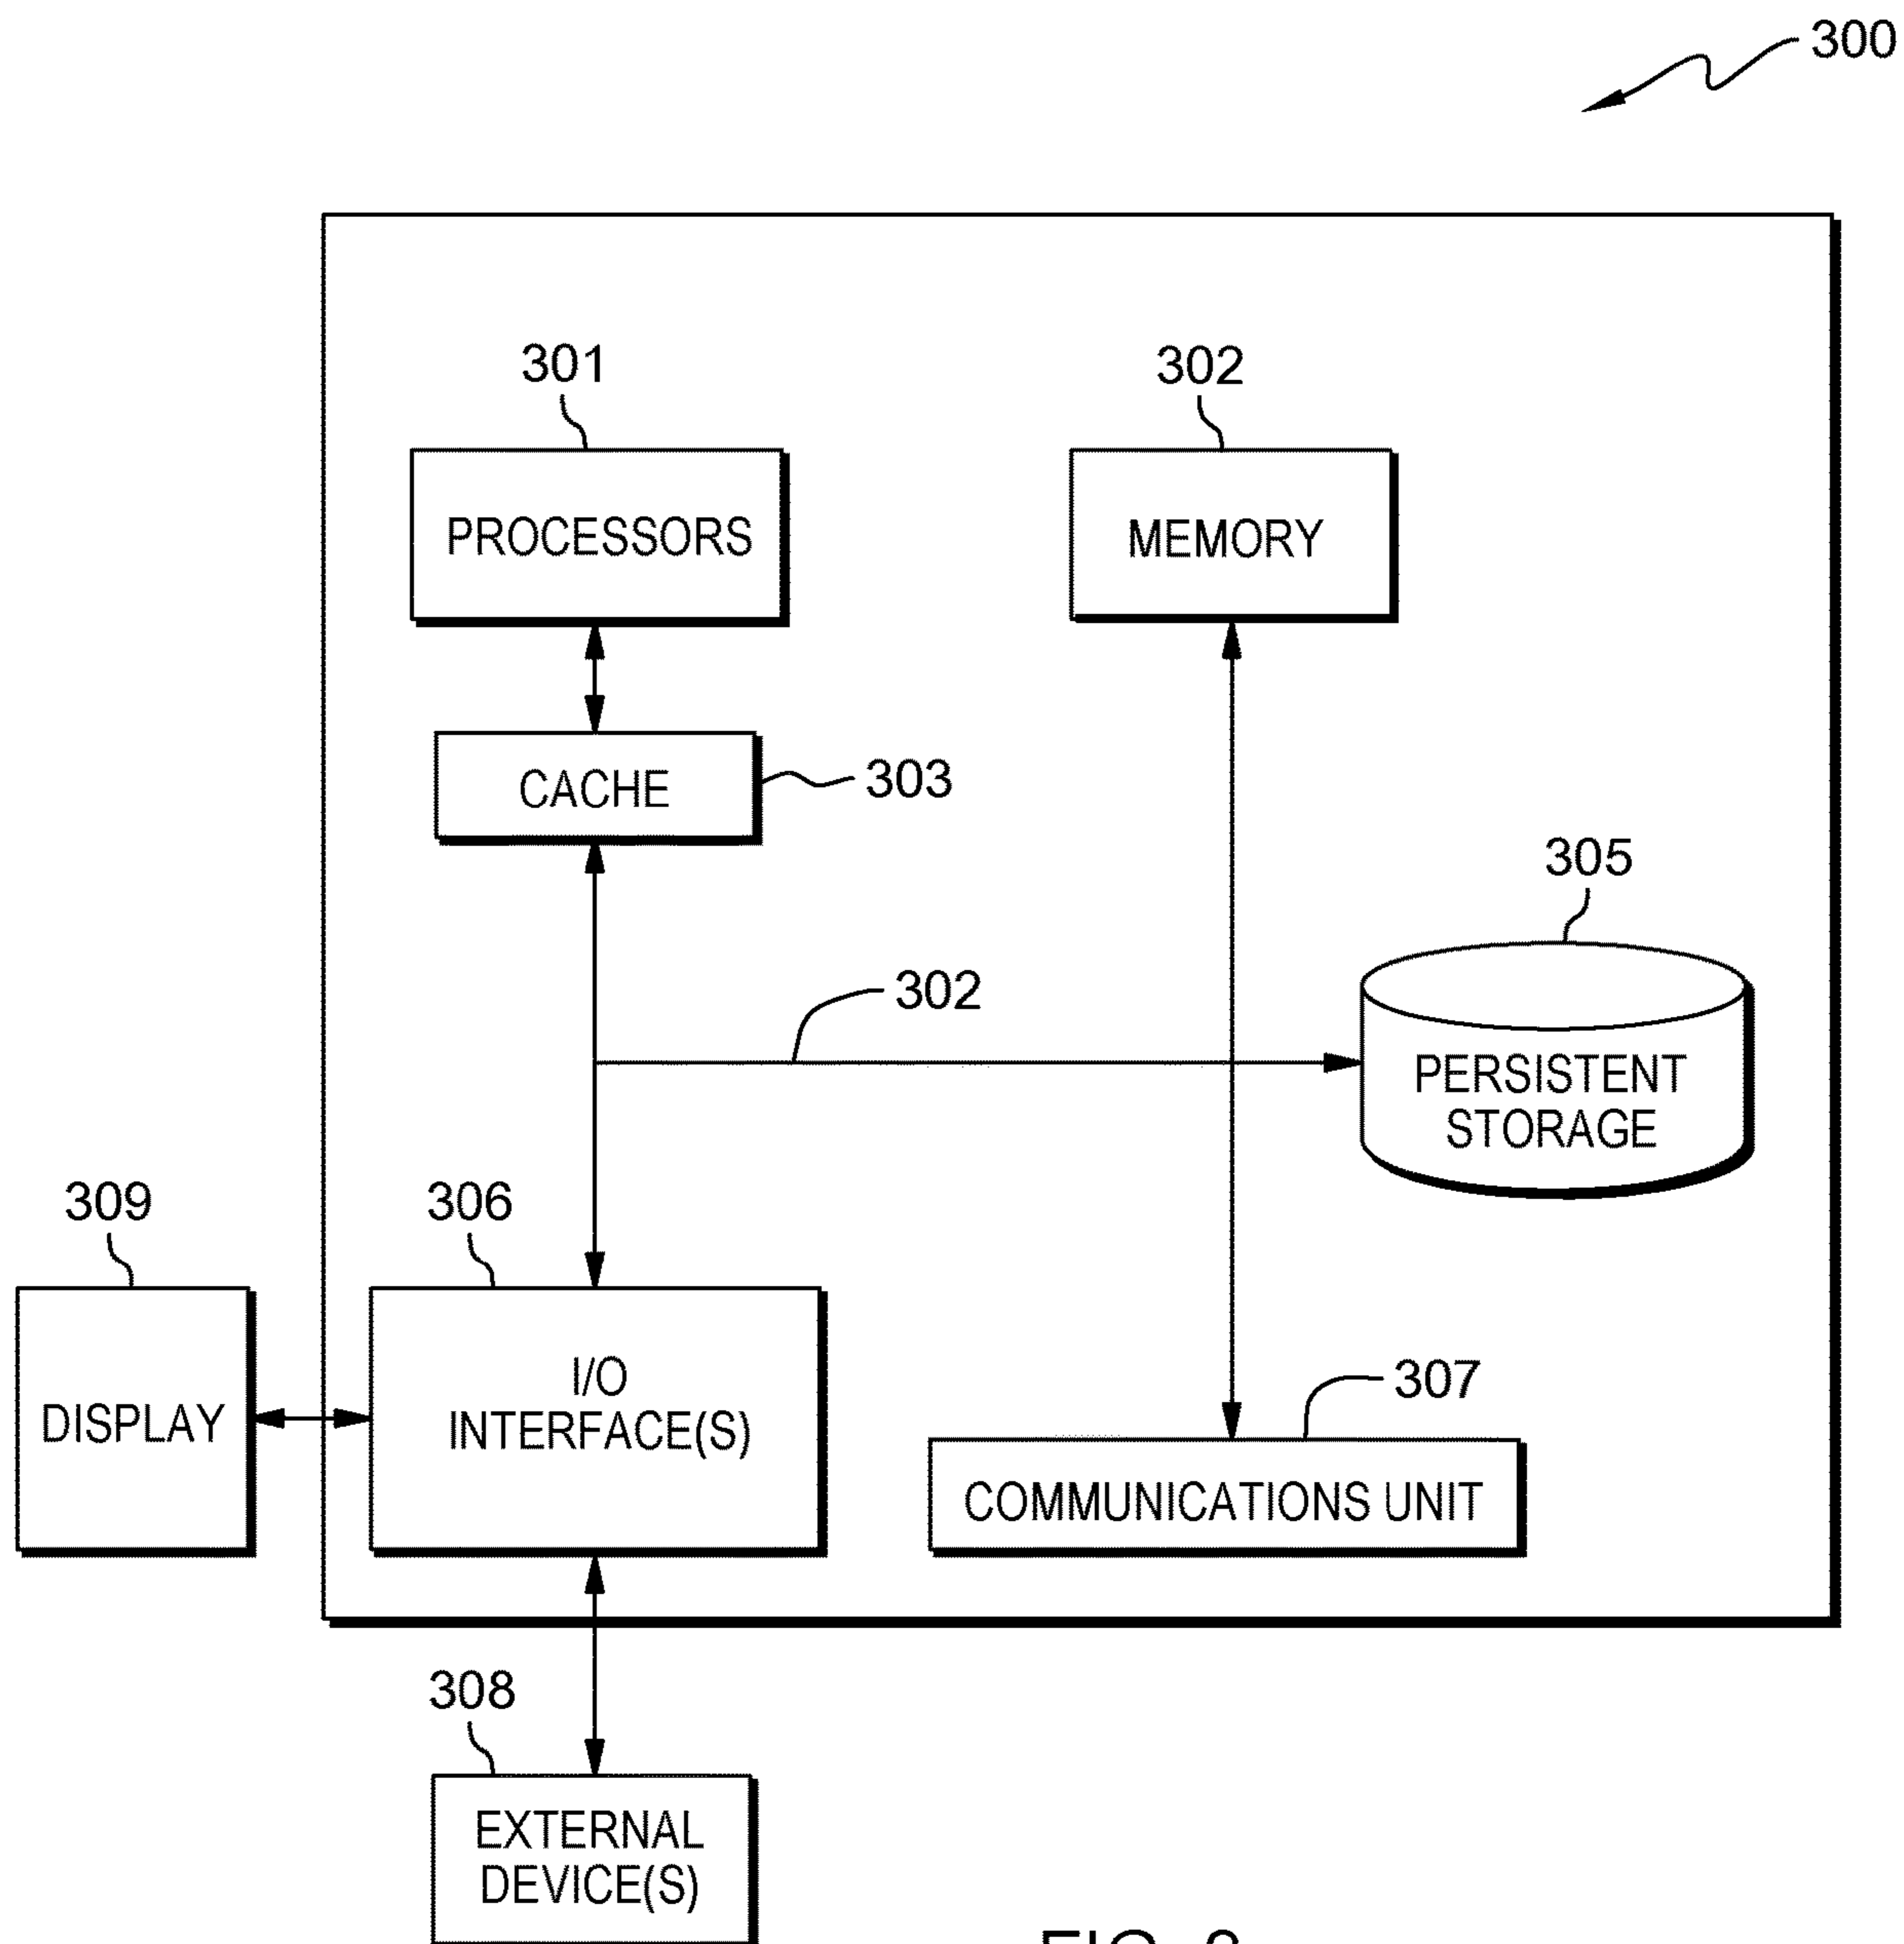 300
301
302
PROCESSORS
MEMORY
CACHE
303
305
302
PERSISTENT
STORAGE
309
306
DISPLAY
I/O
INTERFACE(S)
307
COMMUNICATIONS UNIT
308
EXTERNAL
DEVICE(S)
FIG.